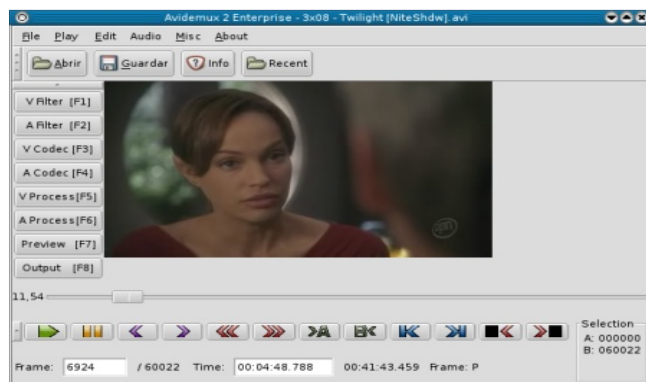 Avidemux 2 Enterprise - 3x08 - Twilight [NiteShdw].avi
File Play Edit Audio Misc About
Abrir Guardar Info Recent
V Filter [F1]
A Filter [F2]
V Codec [F3]
A Codec [F4]
V Process[F5]
A Process[F6]
Preview [F7]
Output [F8]
11,54
Selection
A: 000000
B: 060022
Frame: 6924 / 60022 Time: 00:04:48.788 00:41:43.459 Frame: P